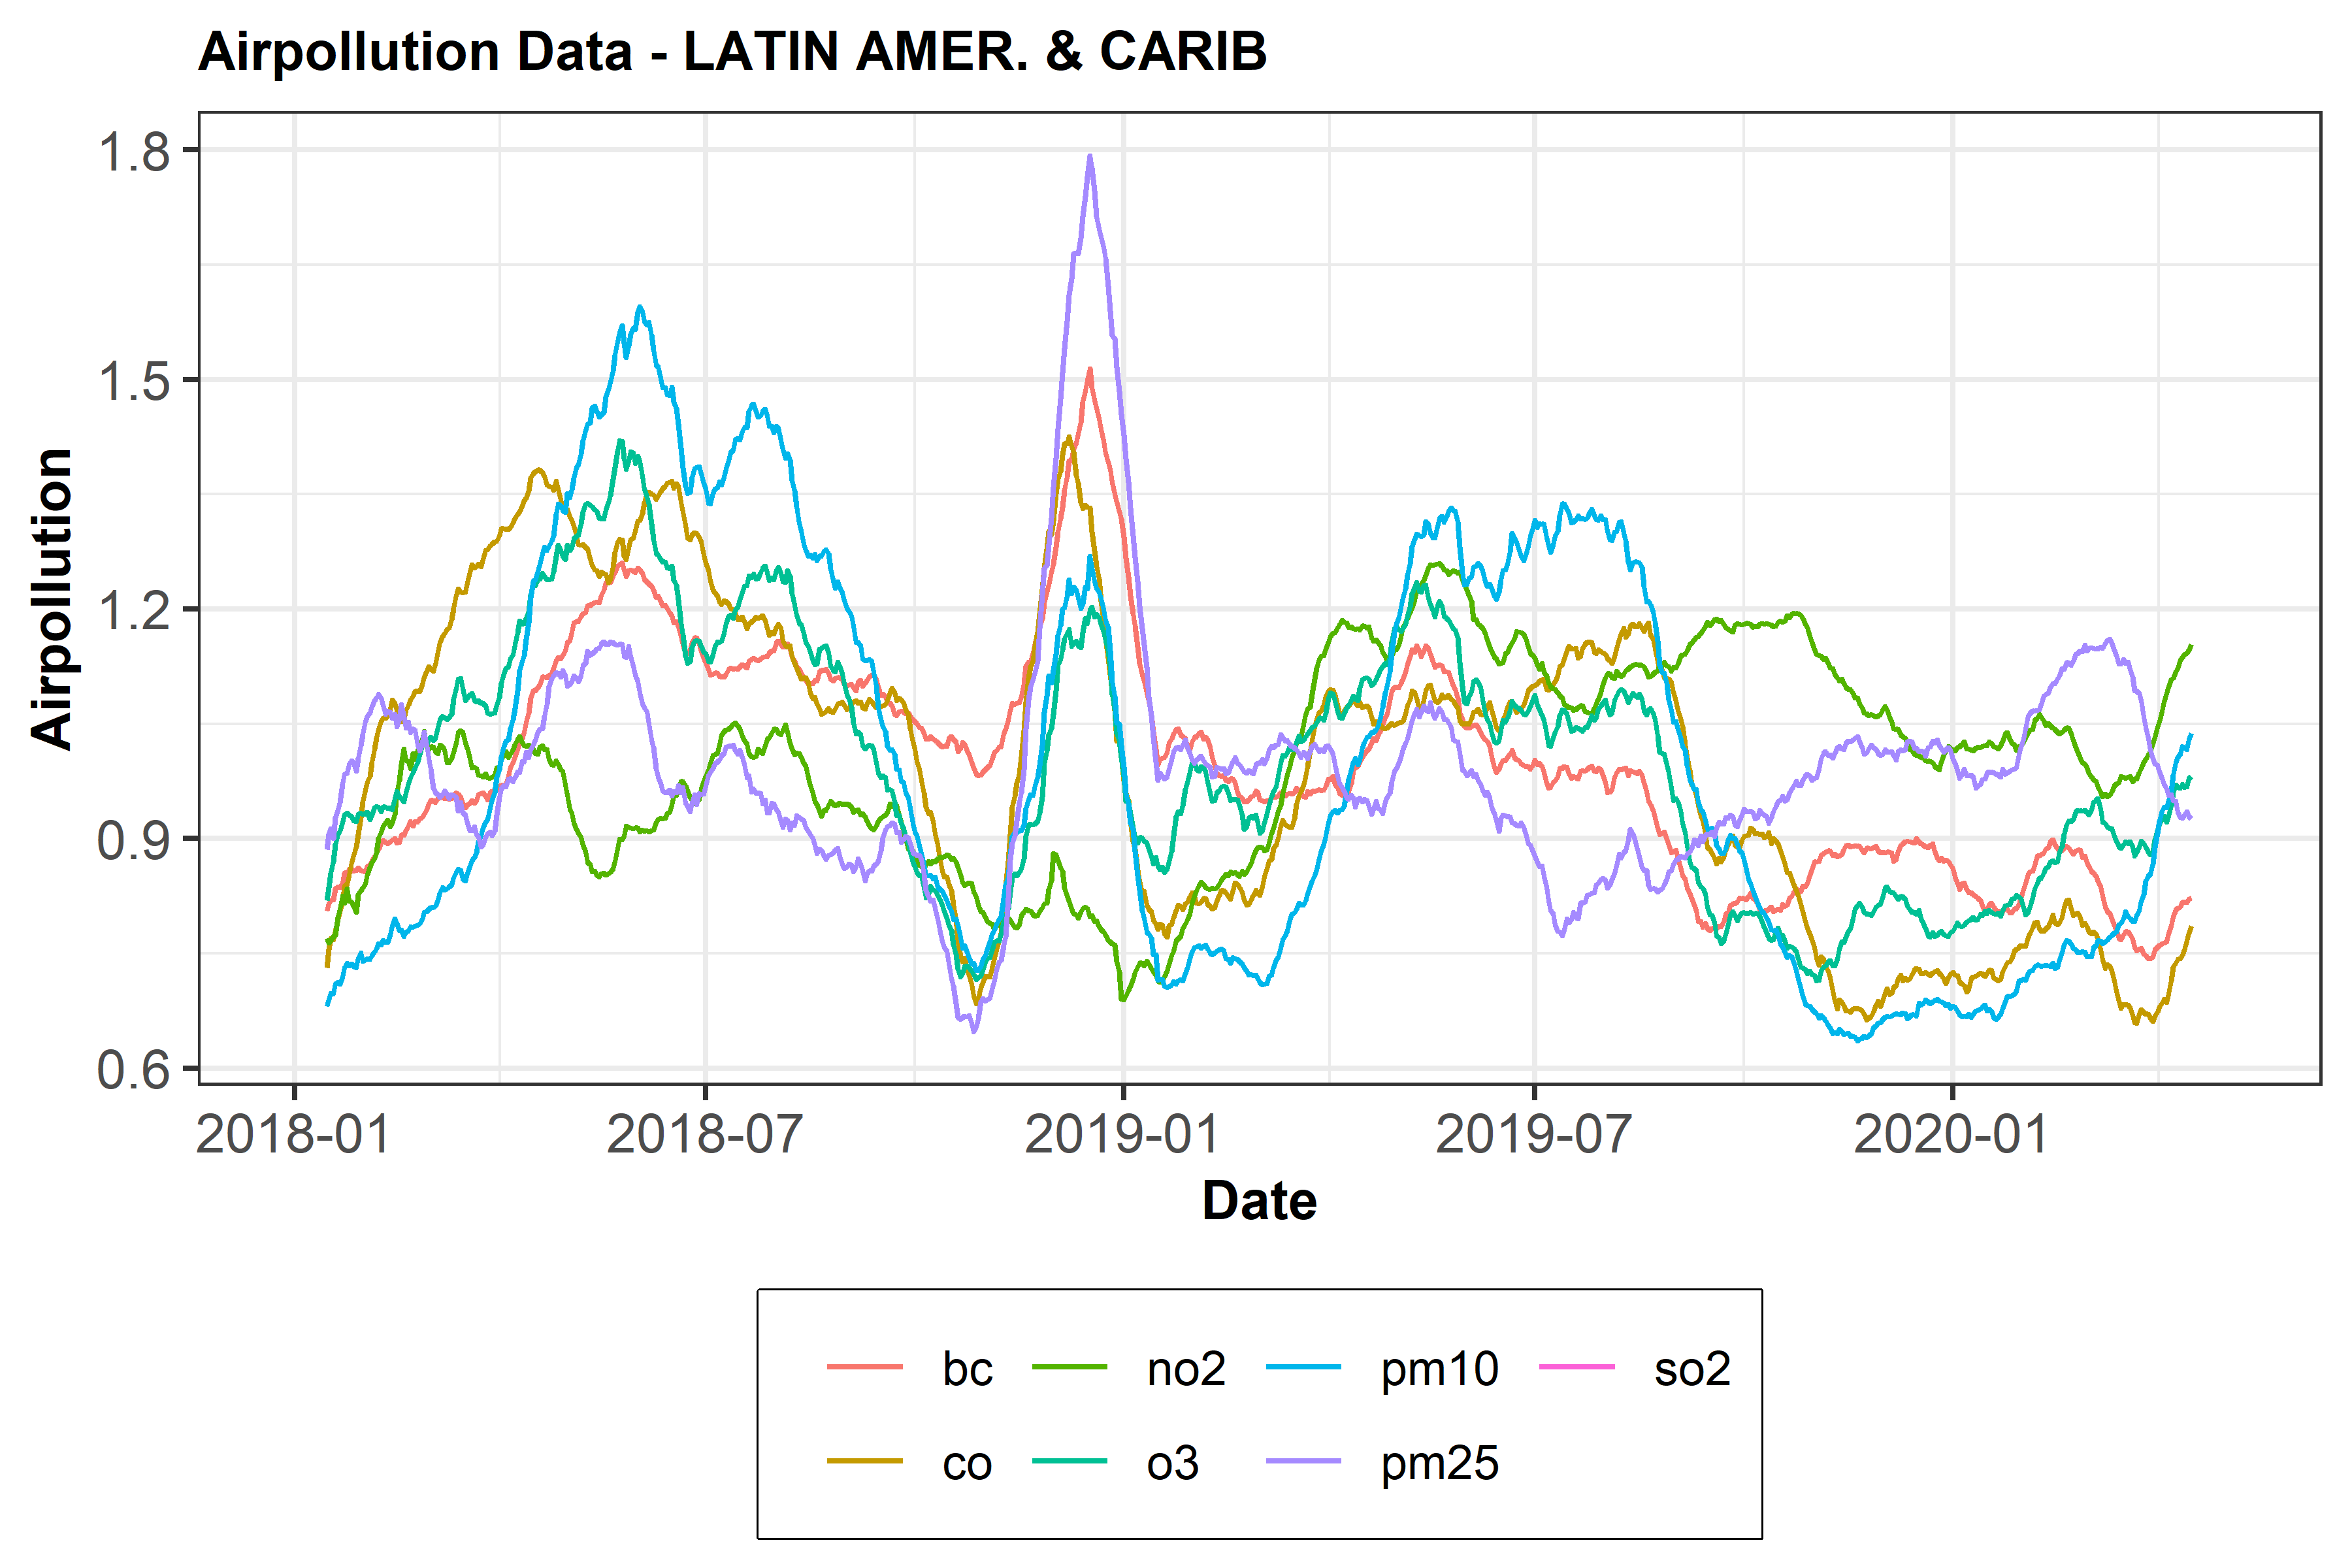 Airpollution Data - LATIN AMER. & CARIB
Airpollution
1.8
1.5
1.2
0.9
0.6
2018-01 2018-07 2019-01 2019-07 2020-01
Date
bc no2 pm10 so2
co o3 pm25